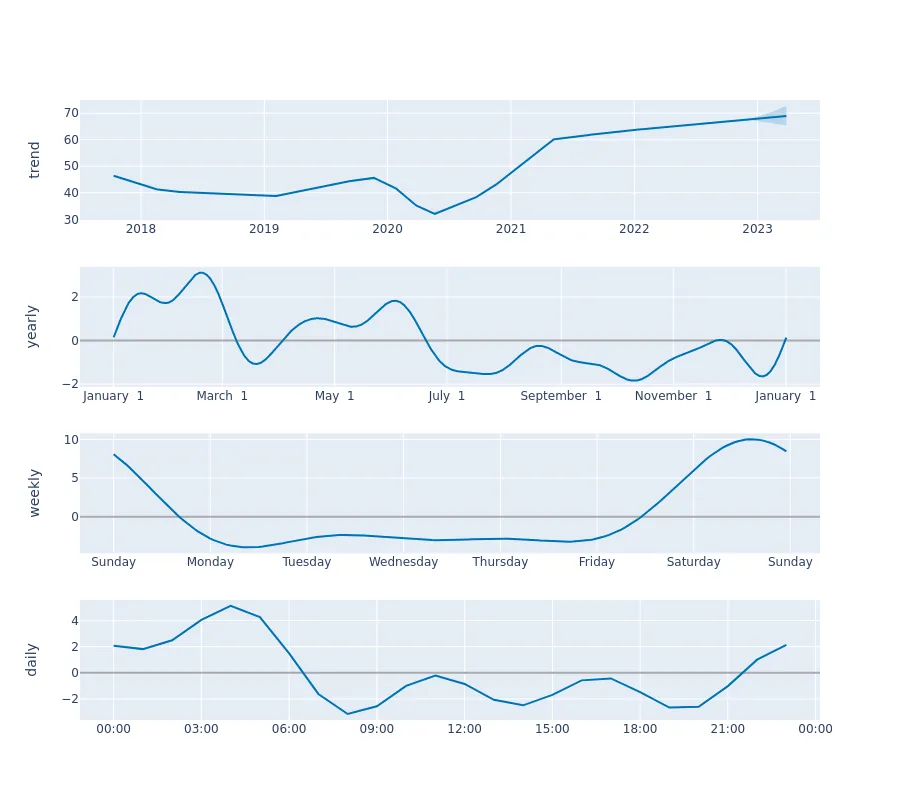 trend
70
60
50
40
30
2018 2019 2020 2021 2022 2023
yearly
2
0
−2
January 1 March 1 May 1 July 1 September 1 November 1 January 1
weekly
10
5
0
Sunday Monday Tuesday Wednesday Thursday Friday Saturday Sunday
daily
4
2
0
−2
00:00 03:00 06:00 09:00 12:00 15:00 18:00 21:00 00:00